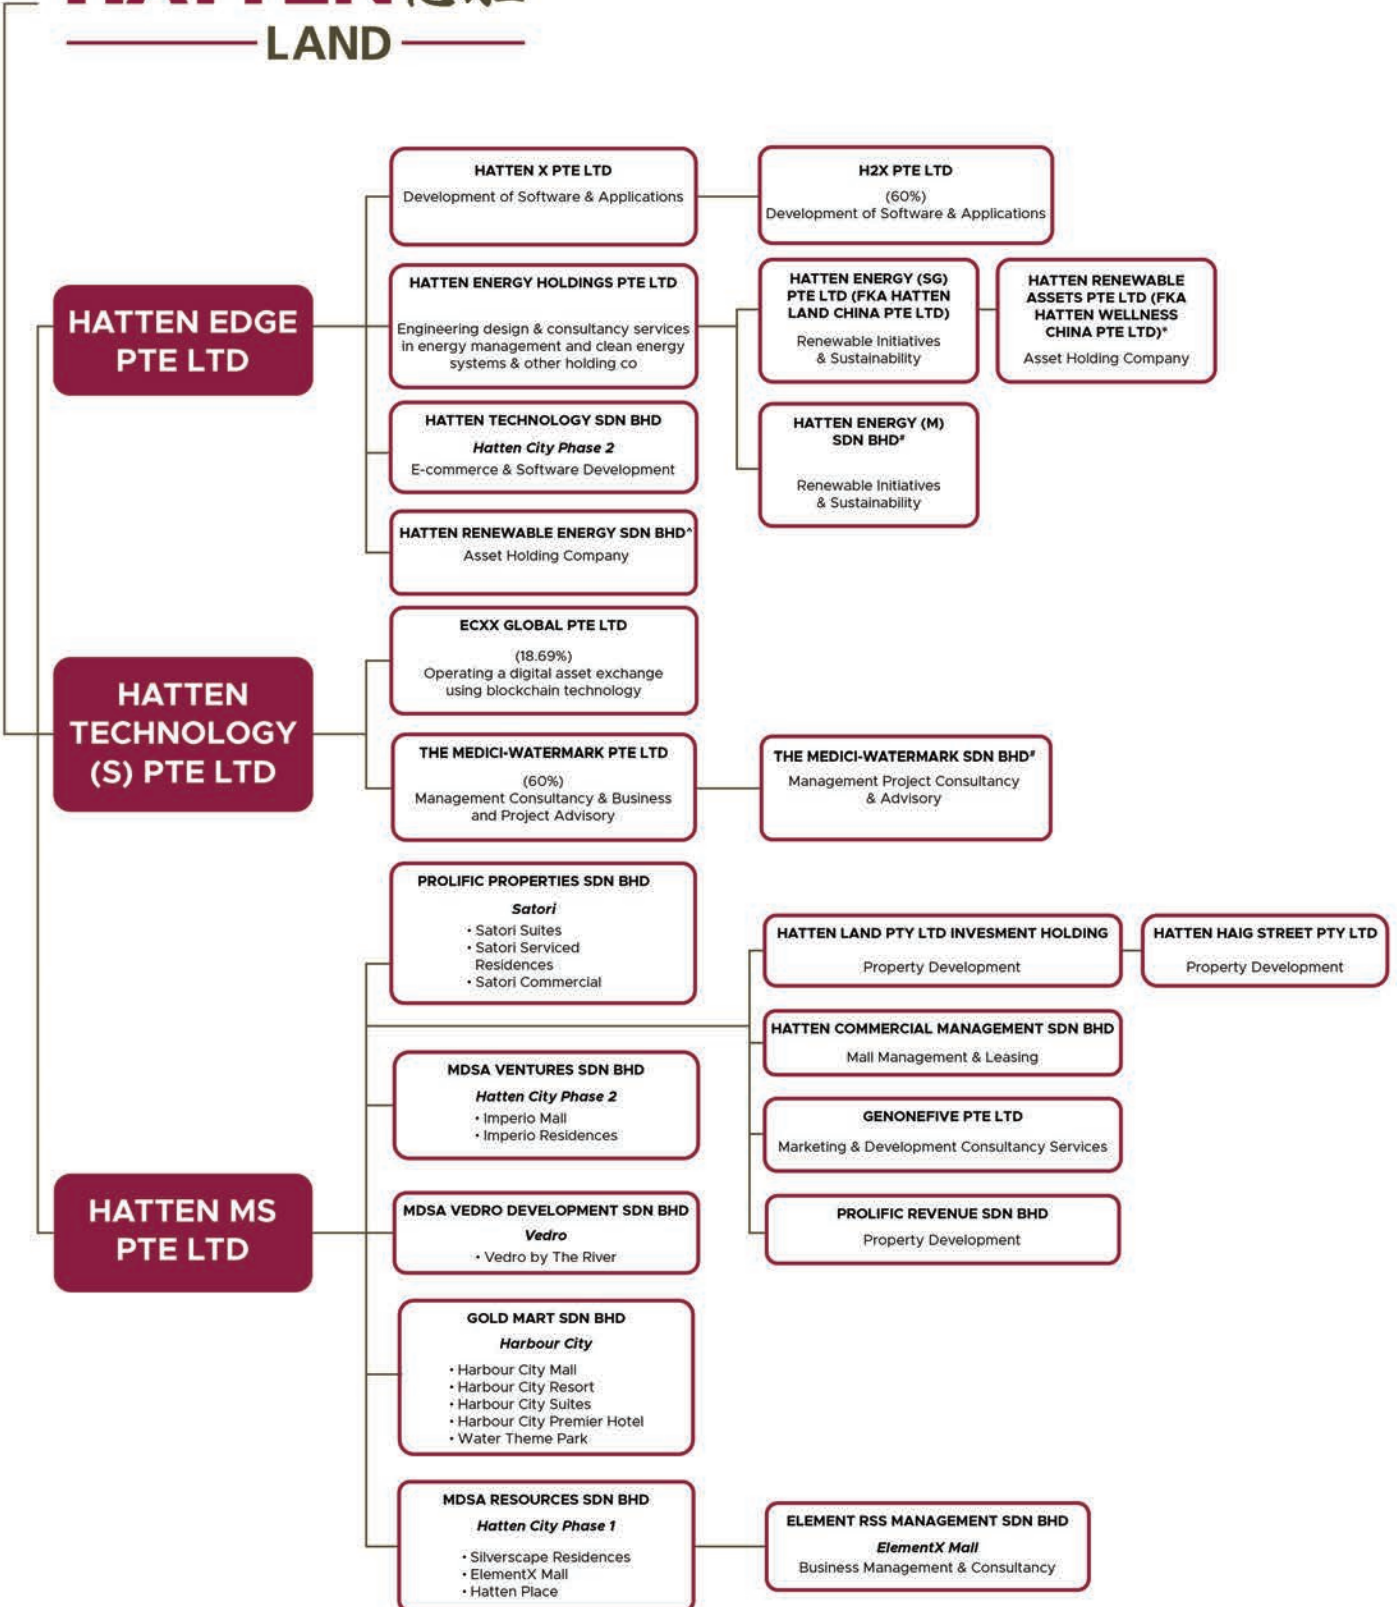 LAND
HATTEN EDGE
PTE LTD
HATTEN X PTE LTD
Development of Software & Applications
H2X PTE LTD
(60%)
Development of Software & Applications
HATTEN ENERGY HOLDINGS PTE LTD
Engineering design & consultancy services
in energy management and clean energy
systems & other holding co
HATTEN ENERGY (SG)
PTE LTD (FKA HATTEN
LAND CHINA PTE LTD)
Renewable Initiatives
& Sustainability
HATTEN RENEWABLE
ASSETS PTE LTD (FKA
HATTEN WELLNESS
CHINA PTE LTD)*
Asset Holding Company
HATTEN ENERGY (M)
SDN BHD#
Renewable Initiatives
& Sustainability
HATTEN TECHNOLOGY SDN BHD
Hatten City Phase 2
E-commerce & Software Development
HATTEN RENEWABLE ENERGY SDN BHD^
Asset Holding Company
HATTEN
TECHNOLOGY
(S) PTE LTD
ECXX GLOBAL PTE LTD
(18.69%)
Operating a digital asset exchange
using blockchain technology
THE MEDICI-WATERMARK PTE LTD
(60%)
Management Consultancy & Business
and Project Advisory
THE MEDICI-WATERMARK SDN BHD#
Management Project Consultancy
& Advisory
HATTEN MS
PTE LTD
PROLIFIC PROPERTIES SDN BHD
Satori
• Satori Suites
• Satori Serviced
Residences
• Satori Commercial
HATTEN LAND PTY LTD INVESMENT HOLDING
Property Development
HATTEN HAIG STREET PTY LTD
Property Development
HATTEN COMMERCIAL MANAGEMENT SDN BHD
Mall Management & Leasing
GENONEFIVE PTE LTD
Marketing & Development Consultancy Services
PROLIFIC REVENUE SDN BHD
Property Development
MDSA VENTURES SDN BHD
Hatten City Phase 2
• Imperio Mall
• Imperio Residences
MDSA VEDRO DEVELOPMENT SDN BHD
Vedro
• Vedro by The River
GOLD MART SDN BHD
Harbour City
• Harbour City Mall
• Harbour City Resort
• Harbour City Suites
• Harbour City Premier Hotel
• Water Theme Park
MDSA RESOURCES SDN BHD
Hatten City Phase 1
• Silverscape Residences
• ElementX Mall
• Hatten Place
ELEMENT RSS MANAGEMENT SDN BHD
ElementX Mall
Business Management & Consultancy